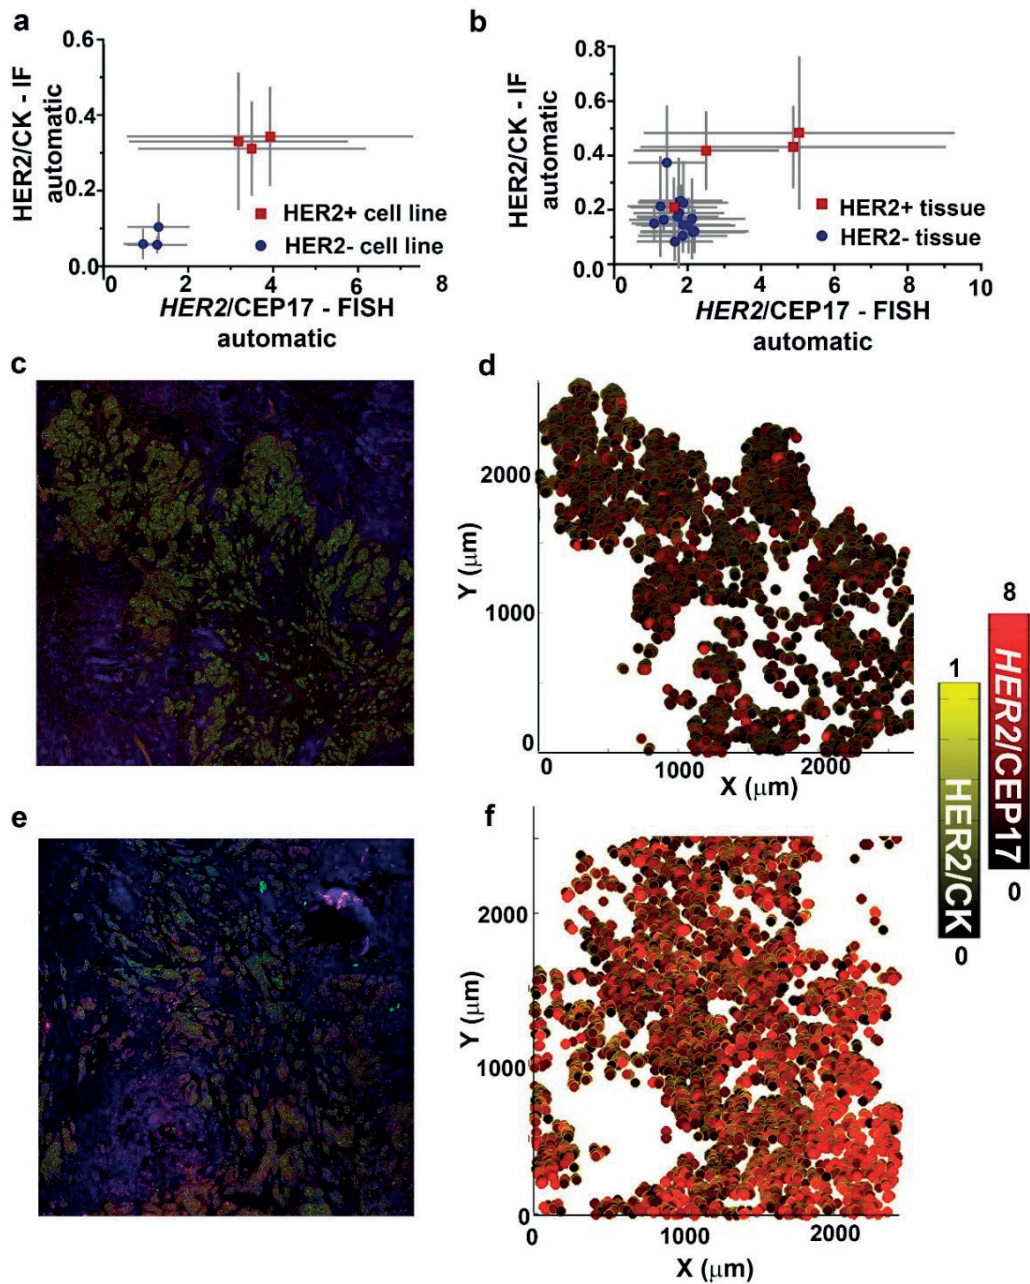 a
0.6
0.4
0.2
0.0
0
2
4
6
8
HER2/CK - IF
automatic
HER2+ cell line
HER2- cell line
HER2/CEP17 - FISH
automatic
b
0.8
0.6
0.4
0.2
0.0
0
2
4
6
8
10
HER2/CK - IF
automatic
HER2+ tissue
HER2- tissue
HER2/CEP17 - FISH
automatic
c
d
2000
1000
0
Y (μm)
0
1000
2000
X (μm)
1
HER2/CK
0
8
HER2/CEP17
0
e
f
2000
1000
0
Y (μm)
0
1000
2000
X (μm)